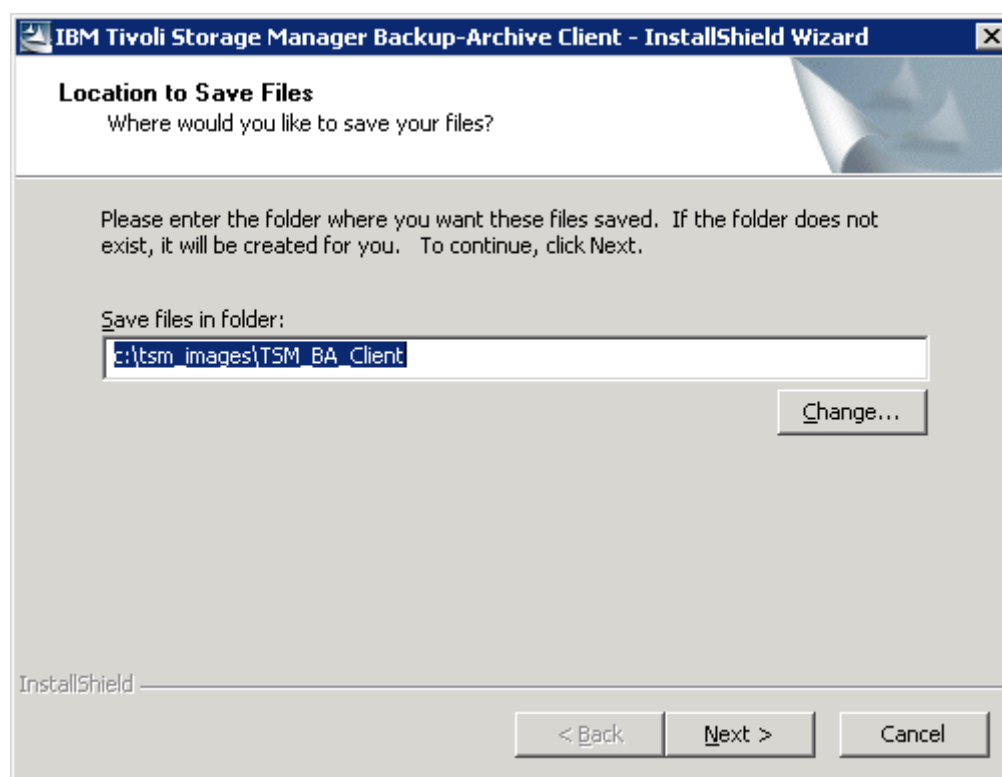 IBM Tivoli Storage Manager Backup-Archive Client - InstallShield Wizard
Location to Save Files
Where would you like to save your files?
Please enter the folder where you want these files saved.  If the folder does not
exist, it will be created for you.   To continue, click Next.
Save files in folder:
c:\tsm_images\TSM_BA_Client
Change...
InstallShield
< Back
Next >
Cancel